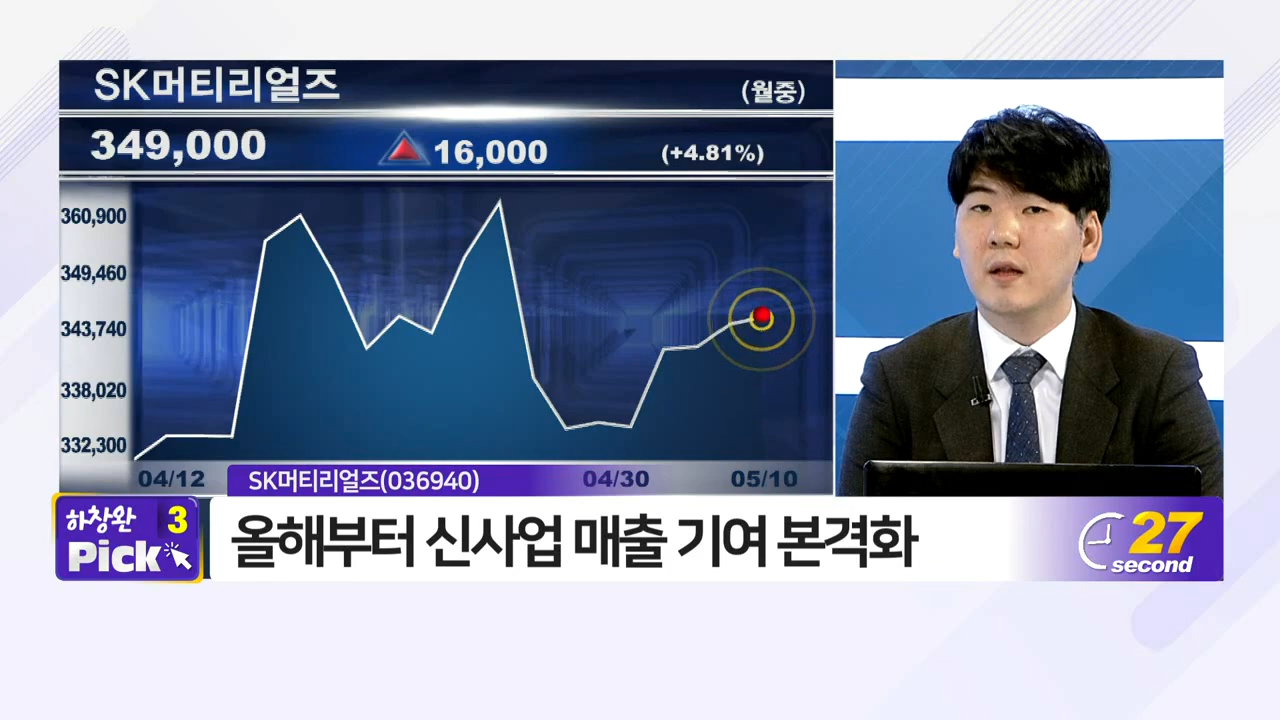 SK머티리얼즈 (월중)
349,000 16,000 (+4.81%)
360,900
349,460
343,740
338,020
332,300
04/12 04/30 05/10
SK머티리얼즈(036940)
하창완 3
Pick
올해부터 신사업 매출 기여 본격화
27
second